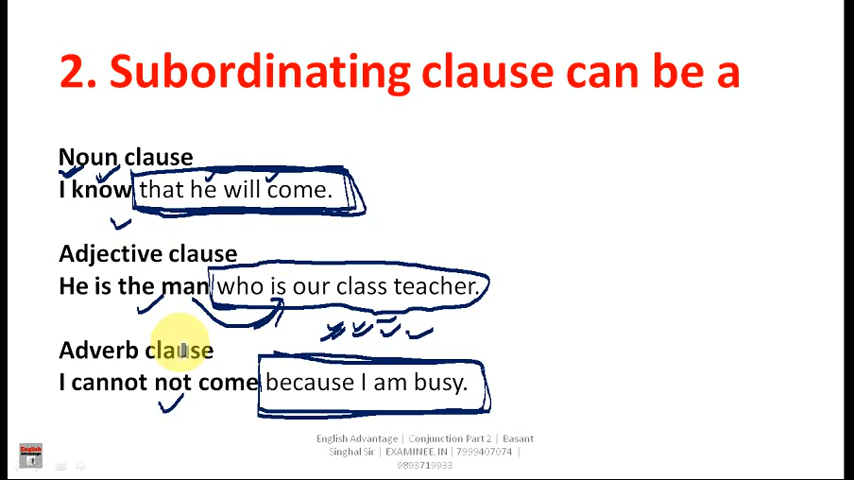 2. Subordinating clause can be a
Noun clause
I know that he will come.
Adjective clause
He is the man who is our class teacher.
Adverb clause
I cannot not come because I am busy.
English Advantage | Conjunction Part 2 | Basant
Singhal Sir | EXAMINEE.IN | 7999407074 |
9893719933
English
Advantage